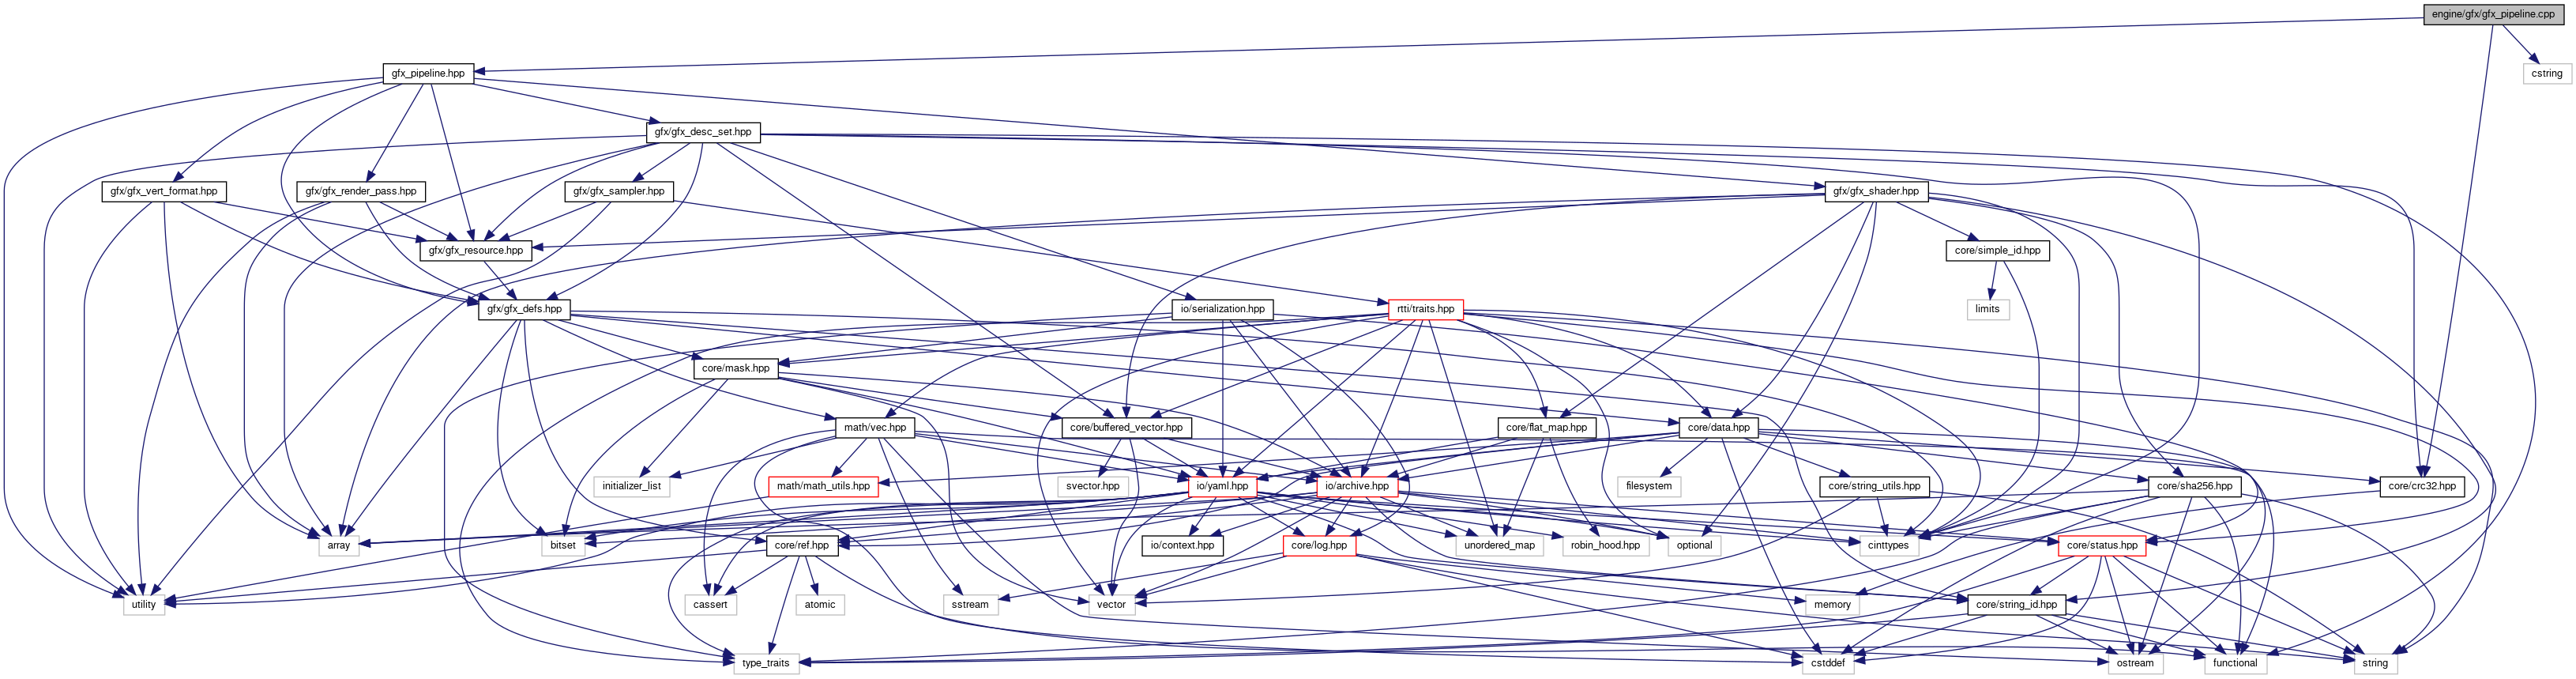 engine/gfx/gfx_pipeline.cpp
gfx_pipeline.hpp
cstring
gfx/gfx_desc_set.hpp
gfx/gfx_vert_format.hpp
gfx/gfx_render_pass.hpp
gfx/gfx_sampler.hpp
gfx/gfx_shader.hpp
gfx/gfx_resource.hpp
core/simple_id.hpp
gfx/gfx_defs.hpp
io/serialization.hpp
rtti/traits.hpp
limits
core/mask.hpp
math/vec.hpp
core/buffered_vector.hpp
core/flat_map.hpp
core/data.hpp
initializer_list
math/math_utils.hpp
svector.hpp
io/yaml.hpp
io/archive.hpp
filesystem
core/string_utils.hpp
core/sha256.hpp
core/crc32.hpp
array
bitset
core/ref.hpp
io/context.hpp
core/log.hpp
unordered_map
robin_hood.hpp
optional
cinttypes
core/status.hpp
utility
cassert
atomic
sstream
vector
memory
core/string_id.hpp
type_traits
cstddef
ostream
functional
string